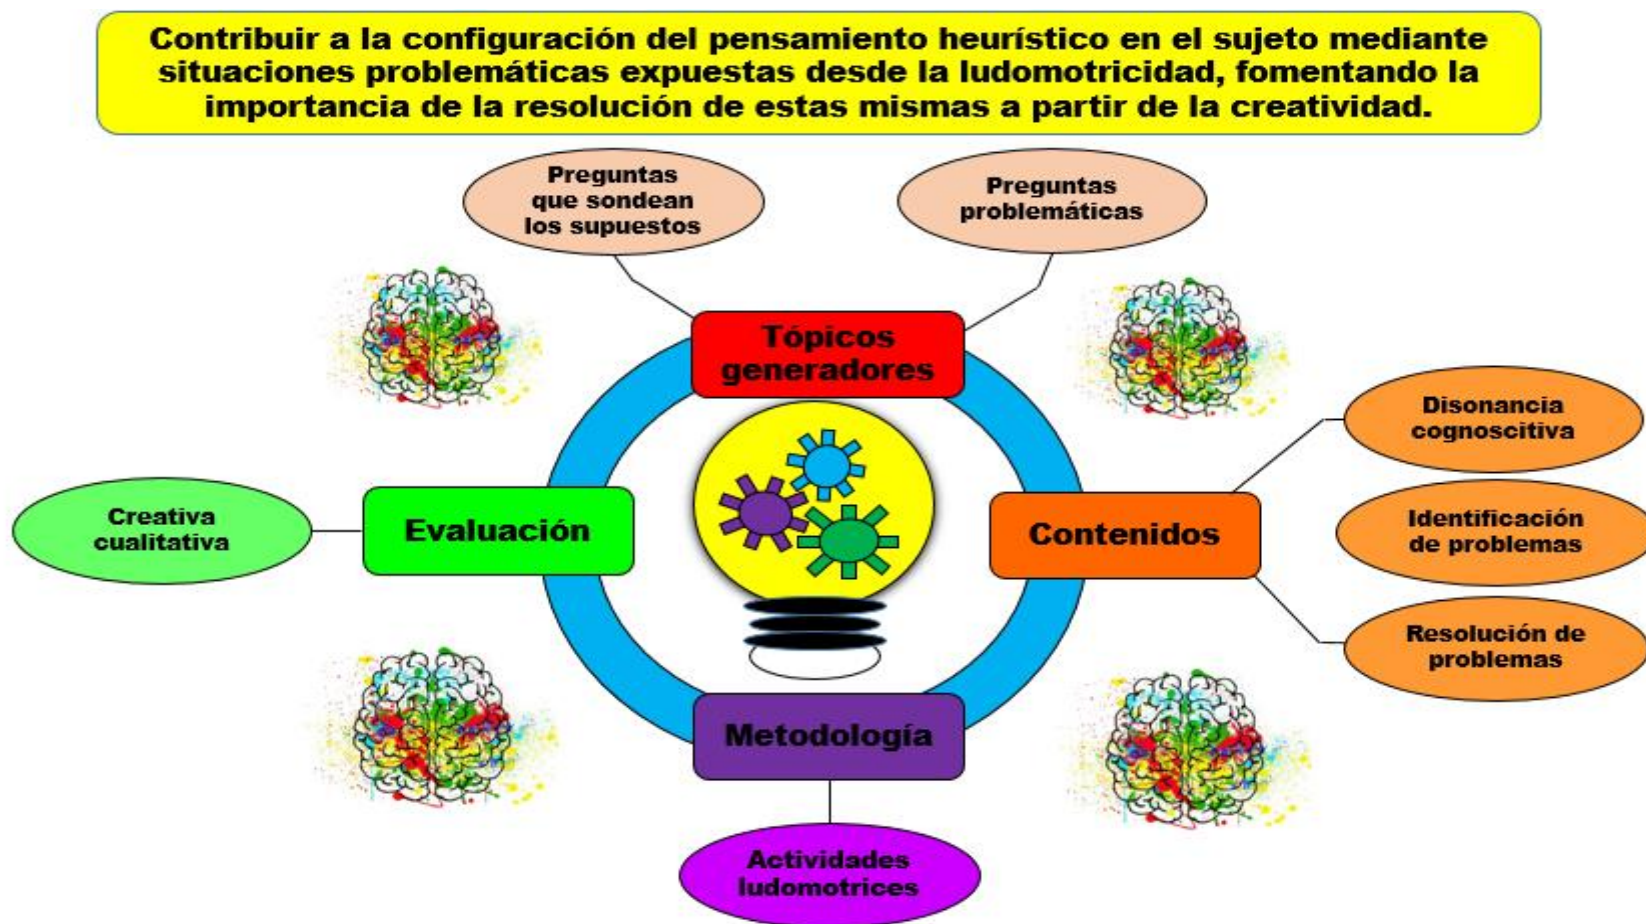 Contribuir a la configuración del pensamiento heurístico en el sujeto mediante
situaciones problemáticas expuestas desde la ludomotricidad, fomentando la
importancia de la resolución de estas mismas a partir de la creatividad.
Preguntas
que sondean
los supuestos
Preguntas
problemáticas
Tópicos
generadores
Disonancia
cognoscitiva
Creativa
cualitativa
Evaluación
Contenidos
Identificación
de problemas
Resolución de
problemas
Metodología
Actividades
ludomotrices